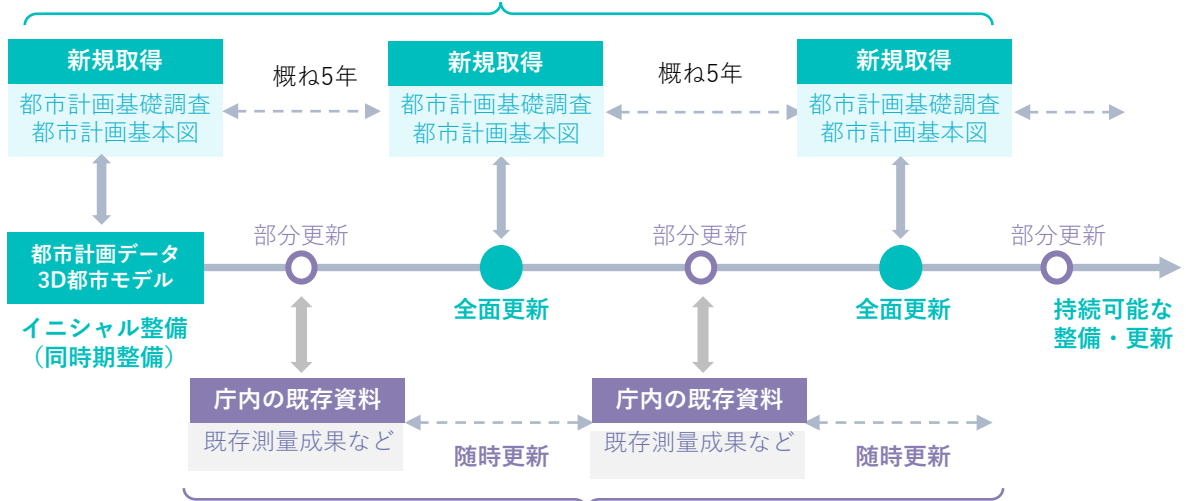 新規取得
都市計画基礎調査
都市計画基本図
概ね5年
新規取得
都市計画基礎調査
都市計画基本図
概ね5年
新規取得
都市計画基礎調査
都市計画基本図
都市計画データ
3D都市モデル
イニシャル整備
（同時期整備）
部分更新
全面更新
部分更新
全面更新
部分更新
持続可能な
整備・更新
庁内の既存資料
既存測量成果など
随時更新
庁内の既存資料
既存測量成果など
随時更新